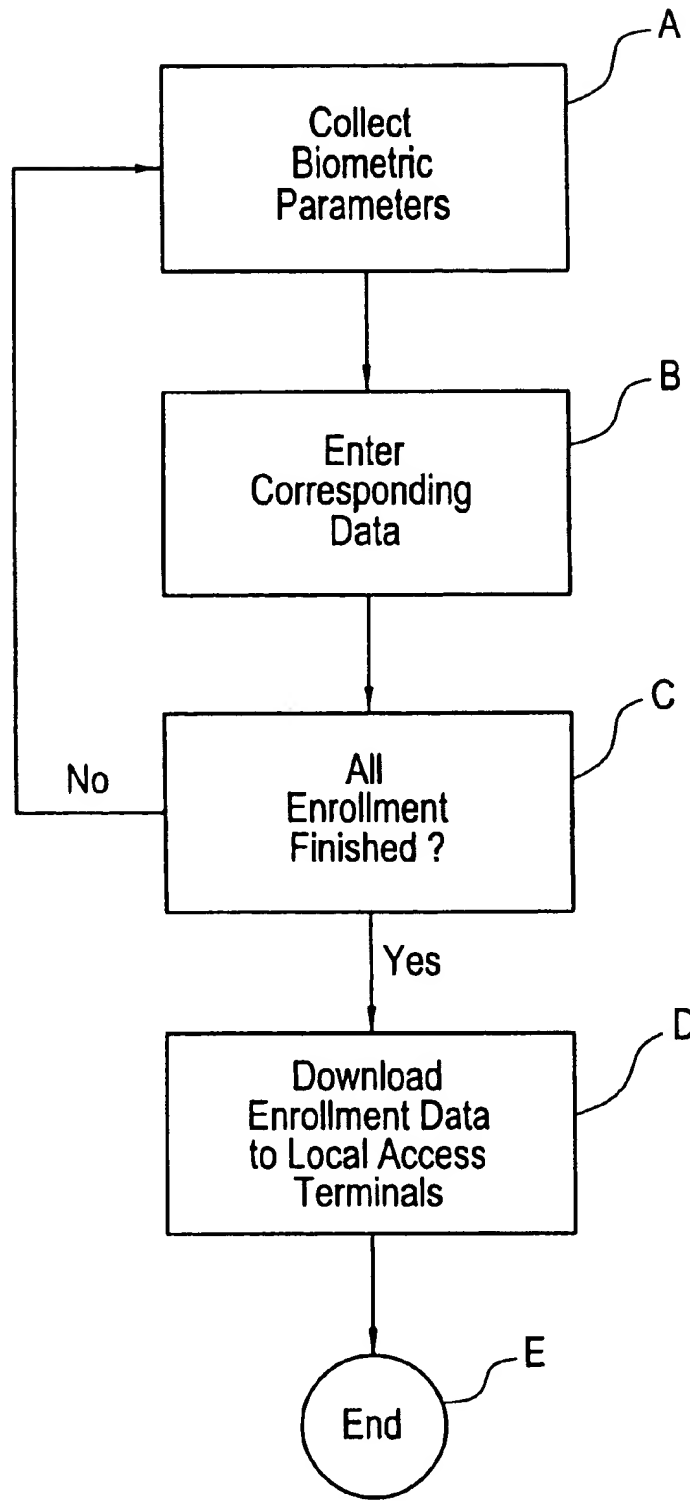 A
Collect
Biometric
Parameters
B
Enter
Corresponding
Data
C
All
Enrollment
Finished ?
No
Yes
D
Download
Enrollment Data
to Local Access
Terminals
E
End